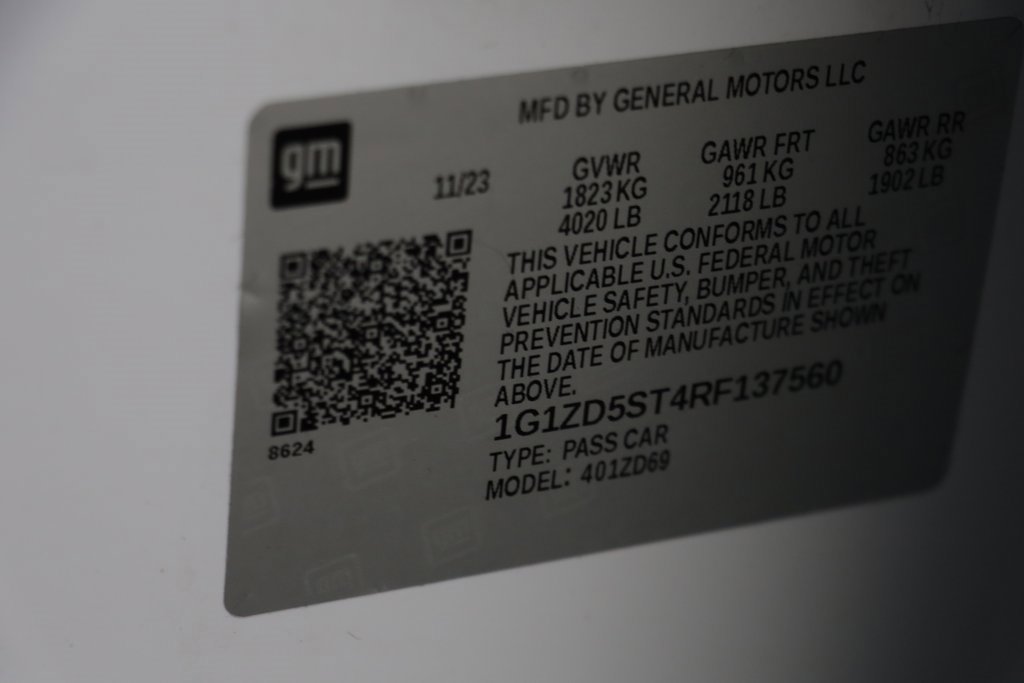 MFD BY GENERAL MOTORS LLC
gm
11/23
GVWR
1823 KG
4020 LB
GAWR FRT
961 KG
2118 LB
GAWR RR
863 KG
1902 LB
THIS VEHICLE CONFORMS TO ALL
APPLICABLE U.S. FEDERAL MOTOR
VEHICLE SAFETY, BUMPER, AND THEFT
PREVENTION STANDARDS IN EFFECT ON
THE DATE OF MANUFACTURE SHOWN
ABOVE.
1G1ZD5ST4RF137560
TYPE: PASS CAR
MODEL: 401ZD69
8624